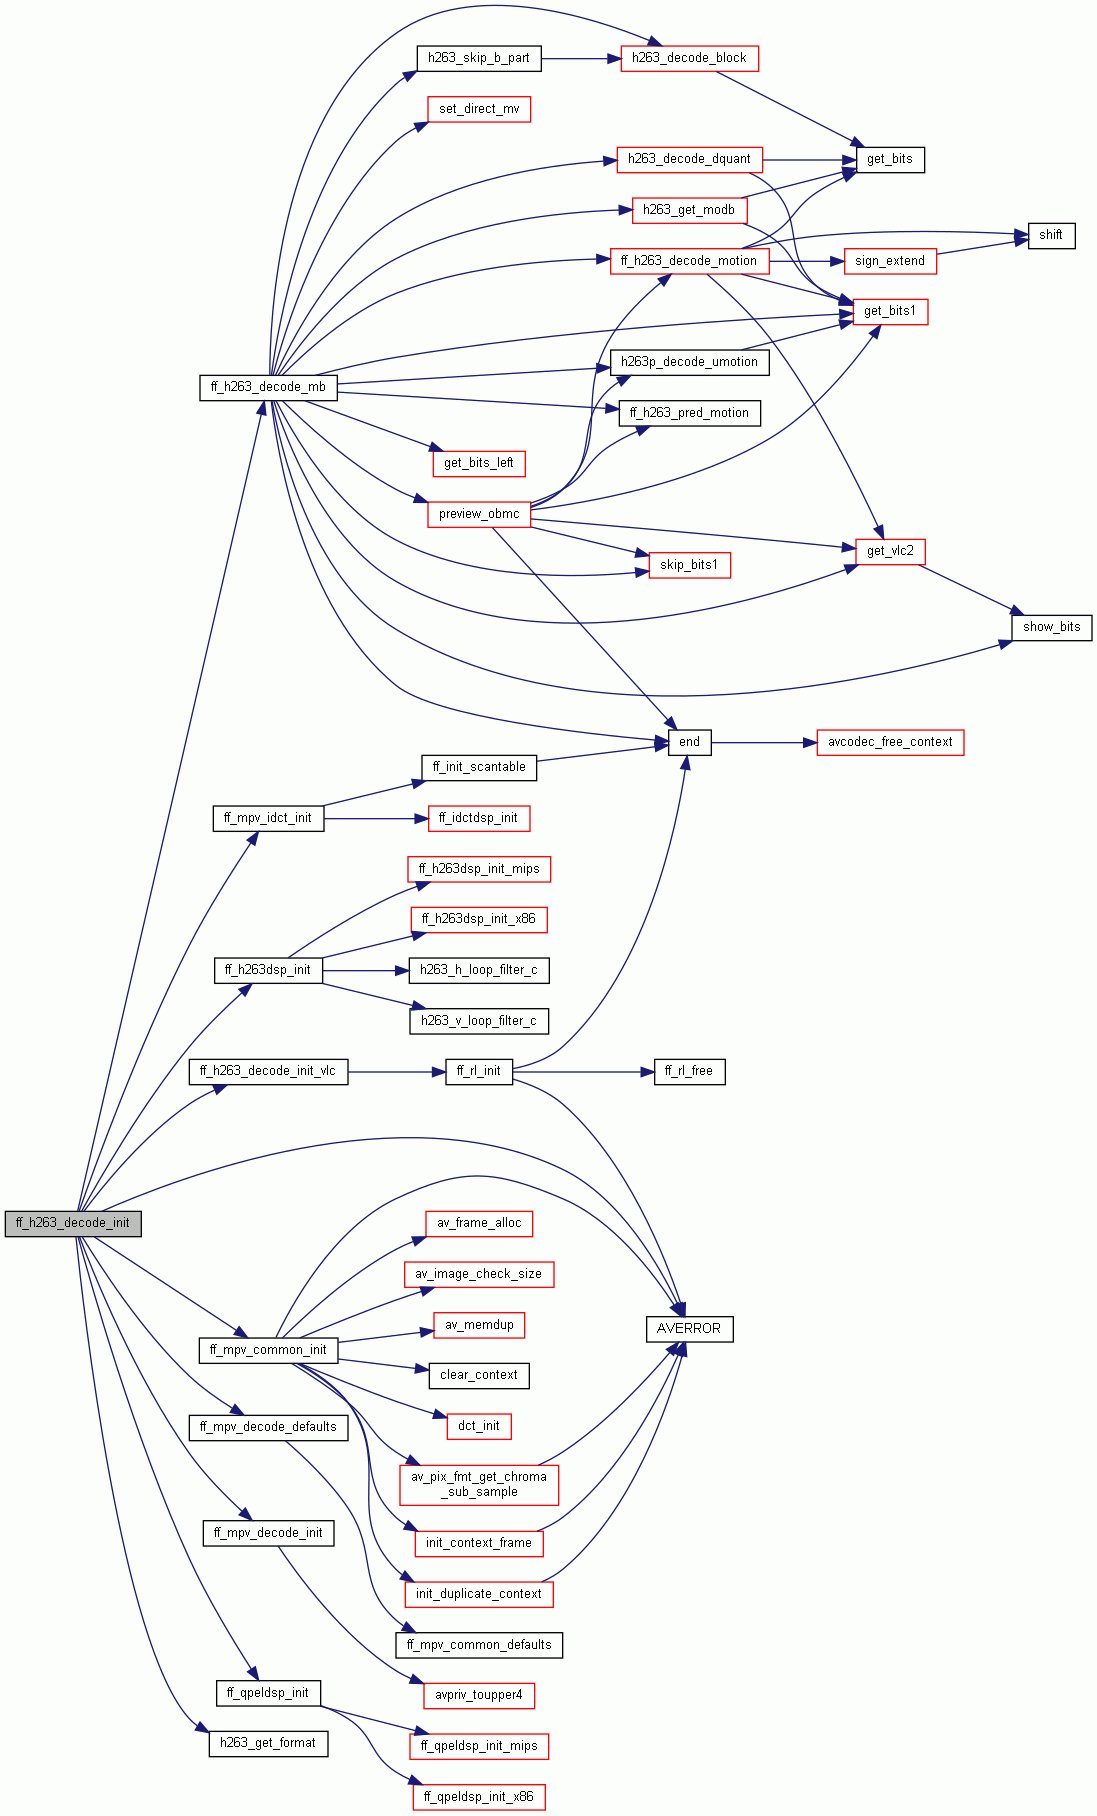 h263_skip_b_part
h263_decode_block
set_direct_mv
h263_decode_dquant
get_bits
h263_get_modb
shift
ff_h263_decode_motion
sign_extend
get_bits1
h263p_decode_umotion
ff_h263_decode_mb
ff_h263_pred_motion
get_bits_left
preview_obmc
get_vlc2
skip_bits1
show_bits
end
avcodec_free_context
ff_init_scantable
ff_mpv_idct_init
ff_idctdsp_init
ff_h263dsp_init_mips
ff_h263dsp_init_x86
ff_h263dsp_init
h263_h_loop_filter_c
h263_v_loop_filter_c
ff_h263_decode_init_vlc
ff_rl_init
ff_rl_free
ff_h263_decode_init
av_frame_alloc
av_image_check_size
av_memdup
AVERROR
ff_mpv_common_init
clear_context
ff_mpv_decode_defaults
dct_init
av_pix_fmt_get_chroma
_sub_sample
ff_mpv_decode_init
init_context_frame
init_duplicate_context
ff_mpv_common_defaults
ff_qpeldsp_init
avpriv_toupper4
h263_get_format
ff_qpeldsp_init_mips
ff_qpeldsp_init_x86